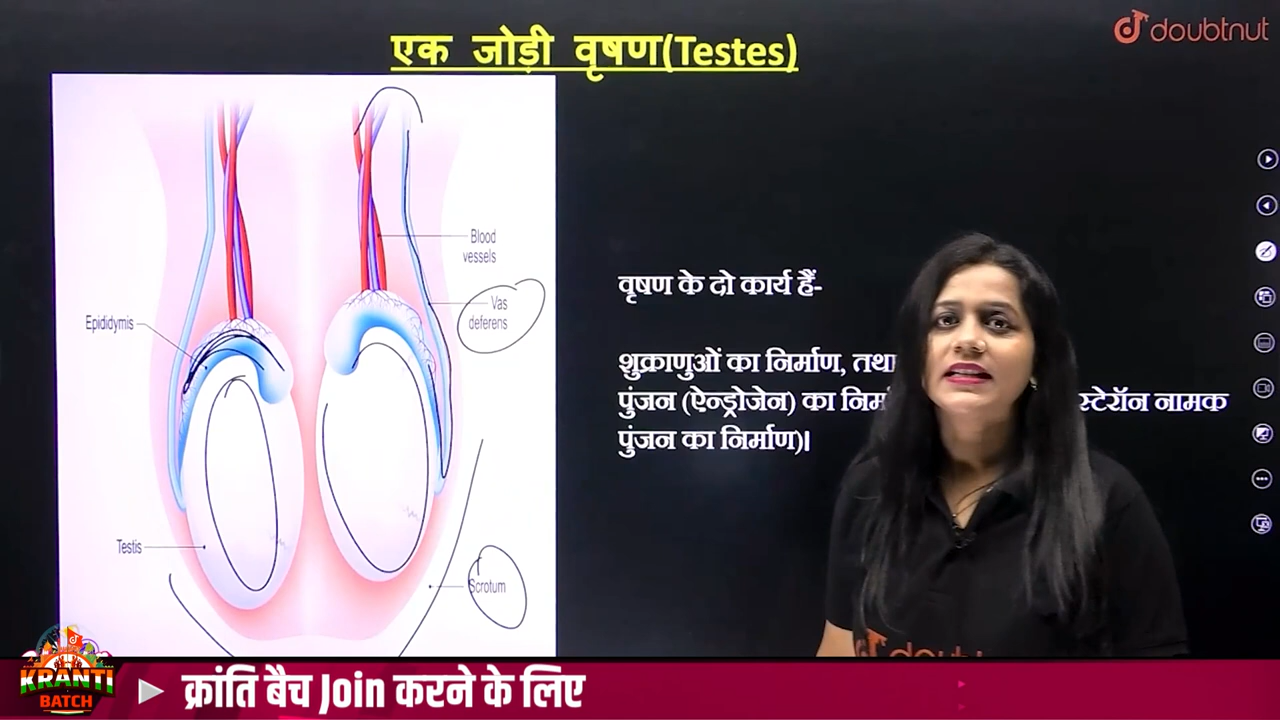 एक जोड़ी वृषण(Testes)
doubtnut
Blood
vessels
Vas
deferens
Epididymis
वृषण के दो कार्य हैं-
शुक्राणुओं का निर्माण, तथा
पुंजन (ऐन्ड्रोजेन) का स्टेरॉन नामक
पुंजन का निर्माण)।
Testis
Scrotum
KRANTI
BATCH
क्रांति बैच Join करने के लिए